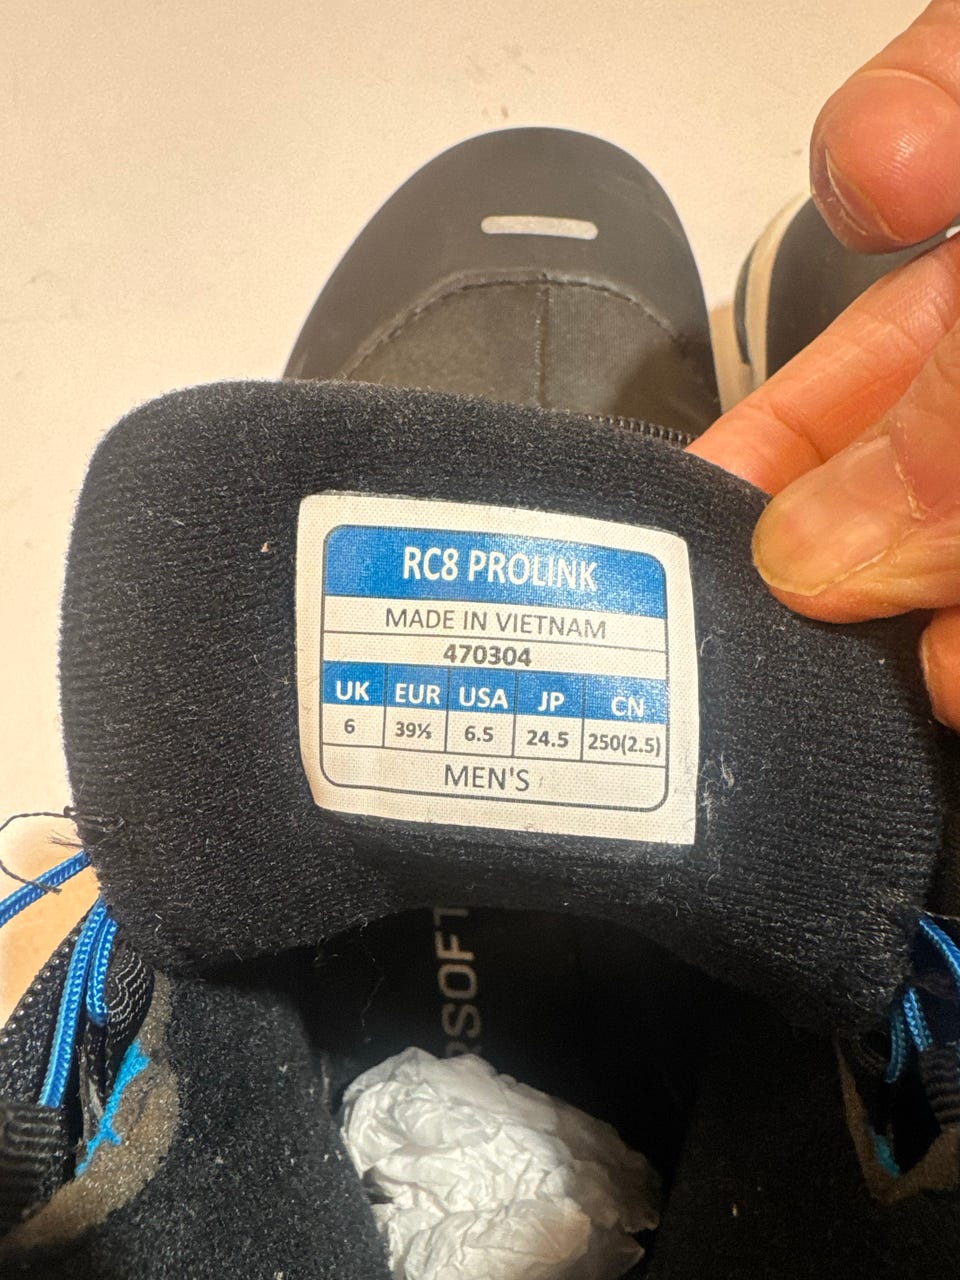 RC8 PROLINK
MADE IN VIETNAM
470304
UK EUR USA JP CN
6 39½ 6.5 24.5 250(2.5)
MEN'S